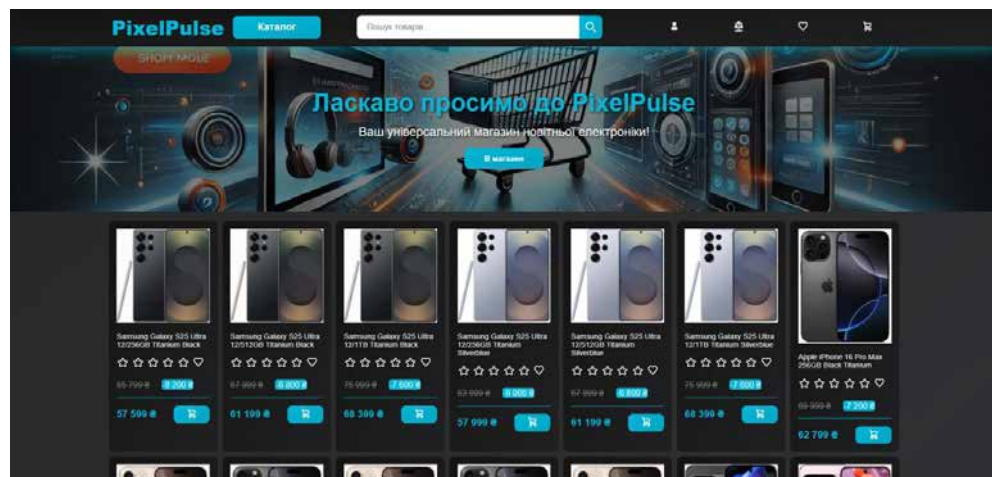 PixelPulse
Каталог
Пошук товарів...
SHOP MOLE
Ласкаво просимо до PixelPulse
Ваш універсальний магазин новітньої електроніки!
В магазин
Samsung Galaxy S25 Ultra
12/256GB Titanium Black
65 799 ₴ -8 200 ₴
57 599 ₴
Samsung Galaxy S25 Ultra
12/512GB Titanium Black
67 999 ₴ -6 800 ₴
61 199 ₴
Samsung Galaxy S25 Ultra
12/1TB Titanium Black
75 999 ₴ -7 600 ₴
68 399 ₴
Samsung Galaxy S25 Ultra
12/256GB Titanium
Silverblue
63 999 ₴ -6 000 ₴
57 999 ₴
Samsung Galaxy S25 Ultra
12/512GB Titanium
Silverblue
67 999 ₴ -6 800 ₴
61 199 ₴
Samsung Galaxy S25 Ultra
12/1TB Titanium Silverblue
75 999 ₴ -7 600 ₴
68 399 ₴
Apple iPhone 16 Pro Max
256GB Black Titanium
69 999 ₴ -7 200 ₴
62 799 ₴